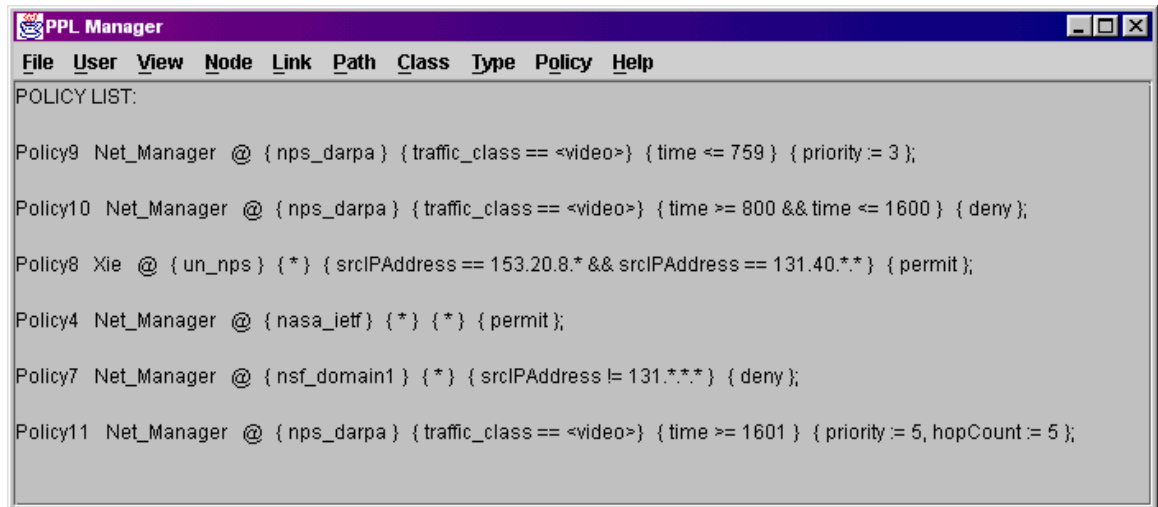 PPL Manager
File User View Node Link Path Class Type Policy Help
POLICY LIST:
Policy9 Net_Manager @ { nps_darpa } { traffic_class == <video>} { time <= 759 } { priority := 3 };
Policy10 Net_Manager @ { nps_darpa } { traffic_class == <video>} { time >= 800 && time <= 1600 } { deny };
Policy8 Xie @ { un_nps } { * } { srcIPAddress == 153.20.8.* && srcIPAddress == 131.40.*.* } { permit };
Policy4 Net_Manager @ { nasa_ietf } { * } { * } { permit };
Policy7 Net_Manager @ { nsf_domain1 } { * } { srcIPAddress != 131.*.*.* } { deny };
Policy11 Net_Manager @ { nps_darpa } { traffic_class == <video>} { time >= 1601 } { priority := 5, hopCount := 5 };